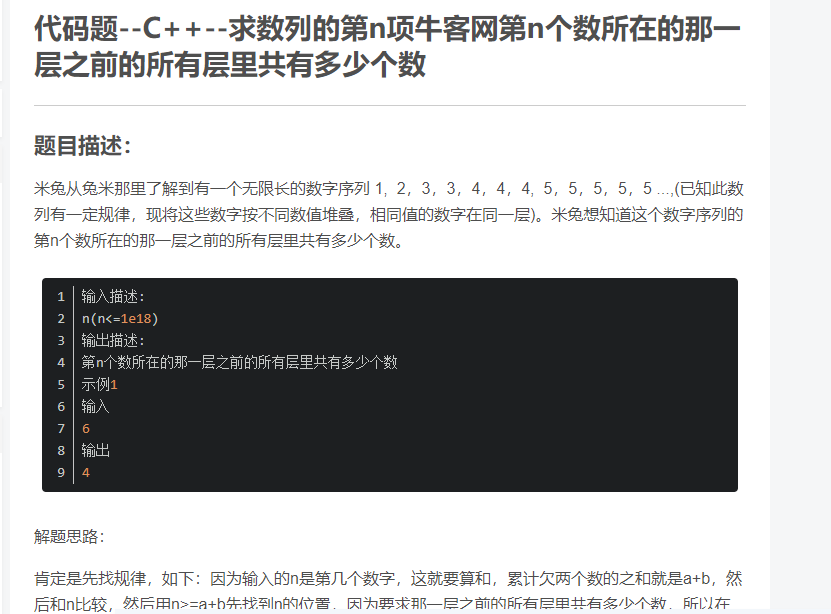 代码题--C++--求数列的第n项牛客网第n个数所在的那一
层之前的所有层里共有多少个数
题目描述：
米兔从兔米那里了解到有一个无限长的数字序列 1，2，3，3，4，4，4，5，5，5，5，5 ...,(已知此数
列有一定规律，现将这些数字按不同数值堆叠，相同值的数字在同一层)。米兔想知道这个数字序列的
第n个数所在的那一层之前的所有层里共有多少个数。
1 输入描述:
2 n(n<=1e18)
3 输出描述:
4 第n个数所在的那一层之前的所有层里共有多少个数
5 示例1
6 输入
7 6
8 输出
9 4
解题思路：
肯定是先找规律，如下：因为输入的n是第几个数字，这就要算和，累计欠两个数的之和就是a+b，然
后和n比较，然后用n>=a+b先找到n的位置，因为要求那一层之前的所有层里共有多少个数，所以在